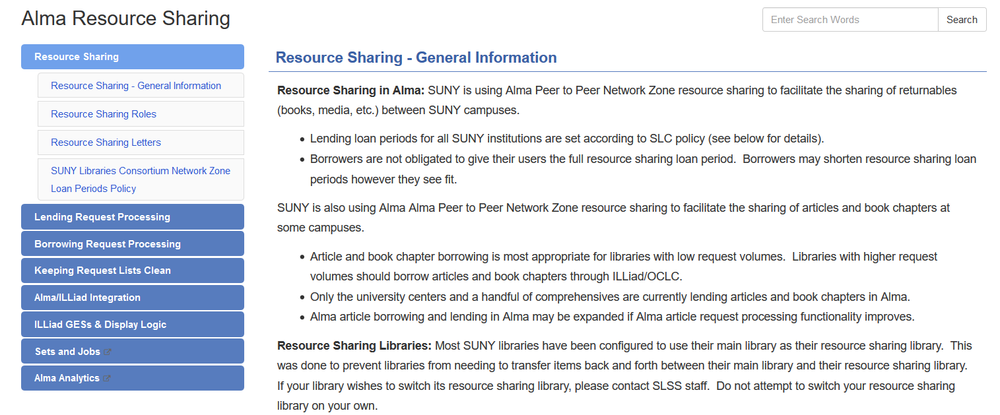 Alma Resource Sharing
Enter Search Words
Search
Resource Sharing
Resource Sharing - General Information
Resource Sharing Roles
Resource Sharing Letters
SUNY Libraries Consortium Network Zone
Loan Periods Policy
Lending Request Processing
Borrowing Request Processing
Keeping Request Lists Clean
Alma/ILLiad Integration
ILLiad GESs & Display Logic
Sets and Jobs
Alma Analytics
Resource Sharing - General Information
Resource Sharing in Alma: SUNY is using Alma Peer to Peer Network Zone resource sharing to facilitate the sharing of returnables
(books, media, etc.) between SUNY campuses.
• Lending loan periods for all SUNY institutions are set according to SLC policy (see below for details).
• Borrowers are not obligated to give their users the full resource sharing loan period.  Borrowers may shorten resource sharing loan
periods however they see fit.
SUNY is also using Alma Alma Peer to Peer Network Zone resource sharing to facilitate the sharing of articles and book chapters at
some campuses.
• Article and book chapter borrowing is most appropriate for libraries with low request volumes.  Libraries with higher request
volumes should borrow articles and book chapters through ILLiad/OCLC.
• Only the university centers and a handful of comprehensives are currently lending articles and book chapters in Alma.
• Alma article borrowing and lending in Alma may be expanded if Alma article request processing functionality improves.
Resource Sharing Libraries: Most SUNY libraries have been configured to use their main library as their resource sharing library.  This
was done to prevent libraries from needing to transfer items back and forth between their main library and their resource sharing library.
If your library wishes to switch its resource sharing library, please contact SLSS staff.  Do not attempt to switch your resource sharing
library on your own.